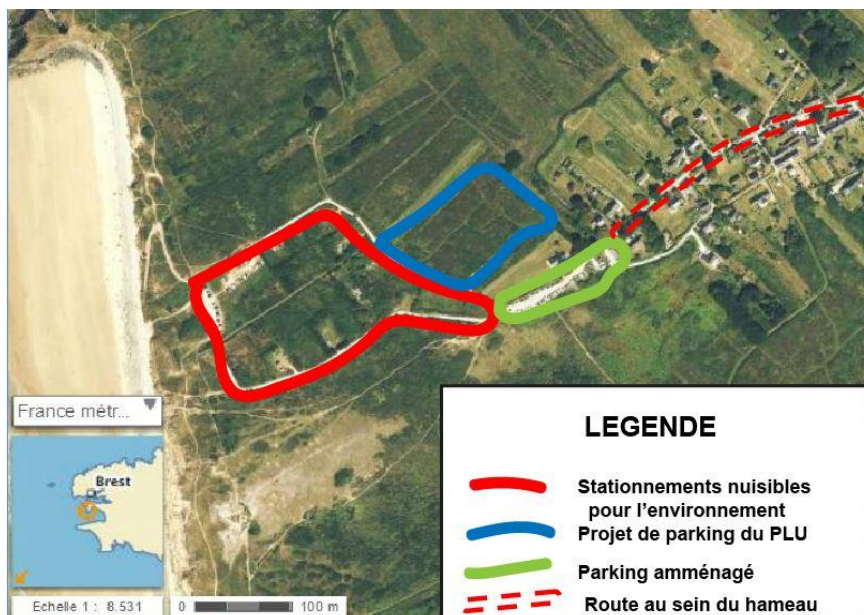 France métr...
Brest
Echelle 1 : 8.531
0 100 m
LEGENDE
Stationnements nuisibles
pour l'environnement
Projet de parking du PLU
Parking amménagé
Route au sein du hameau